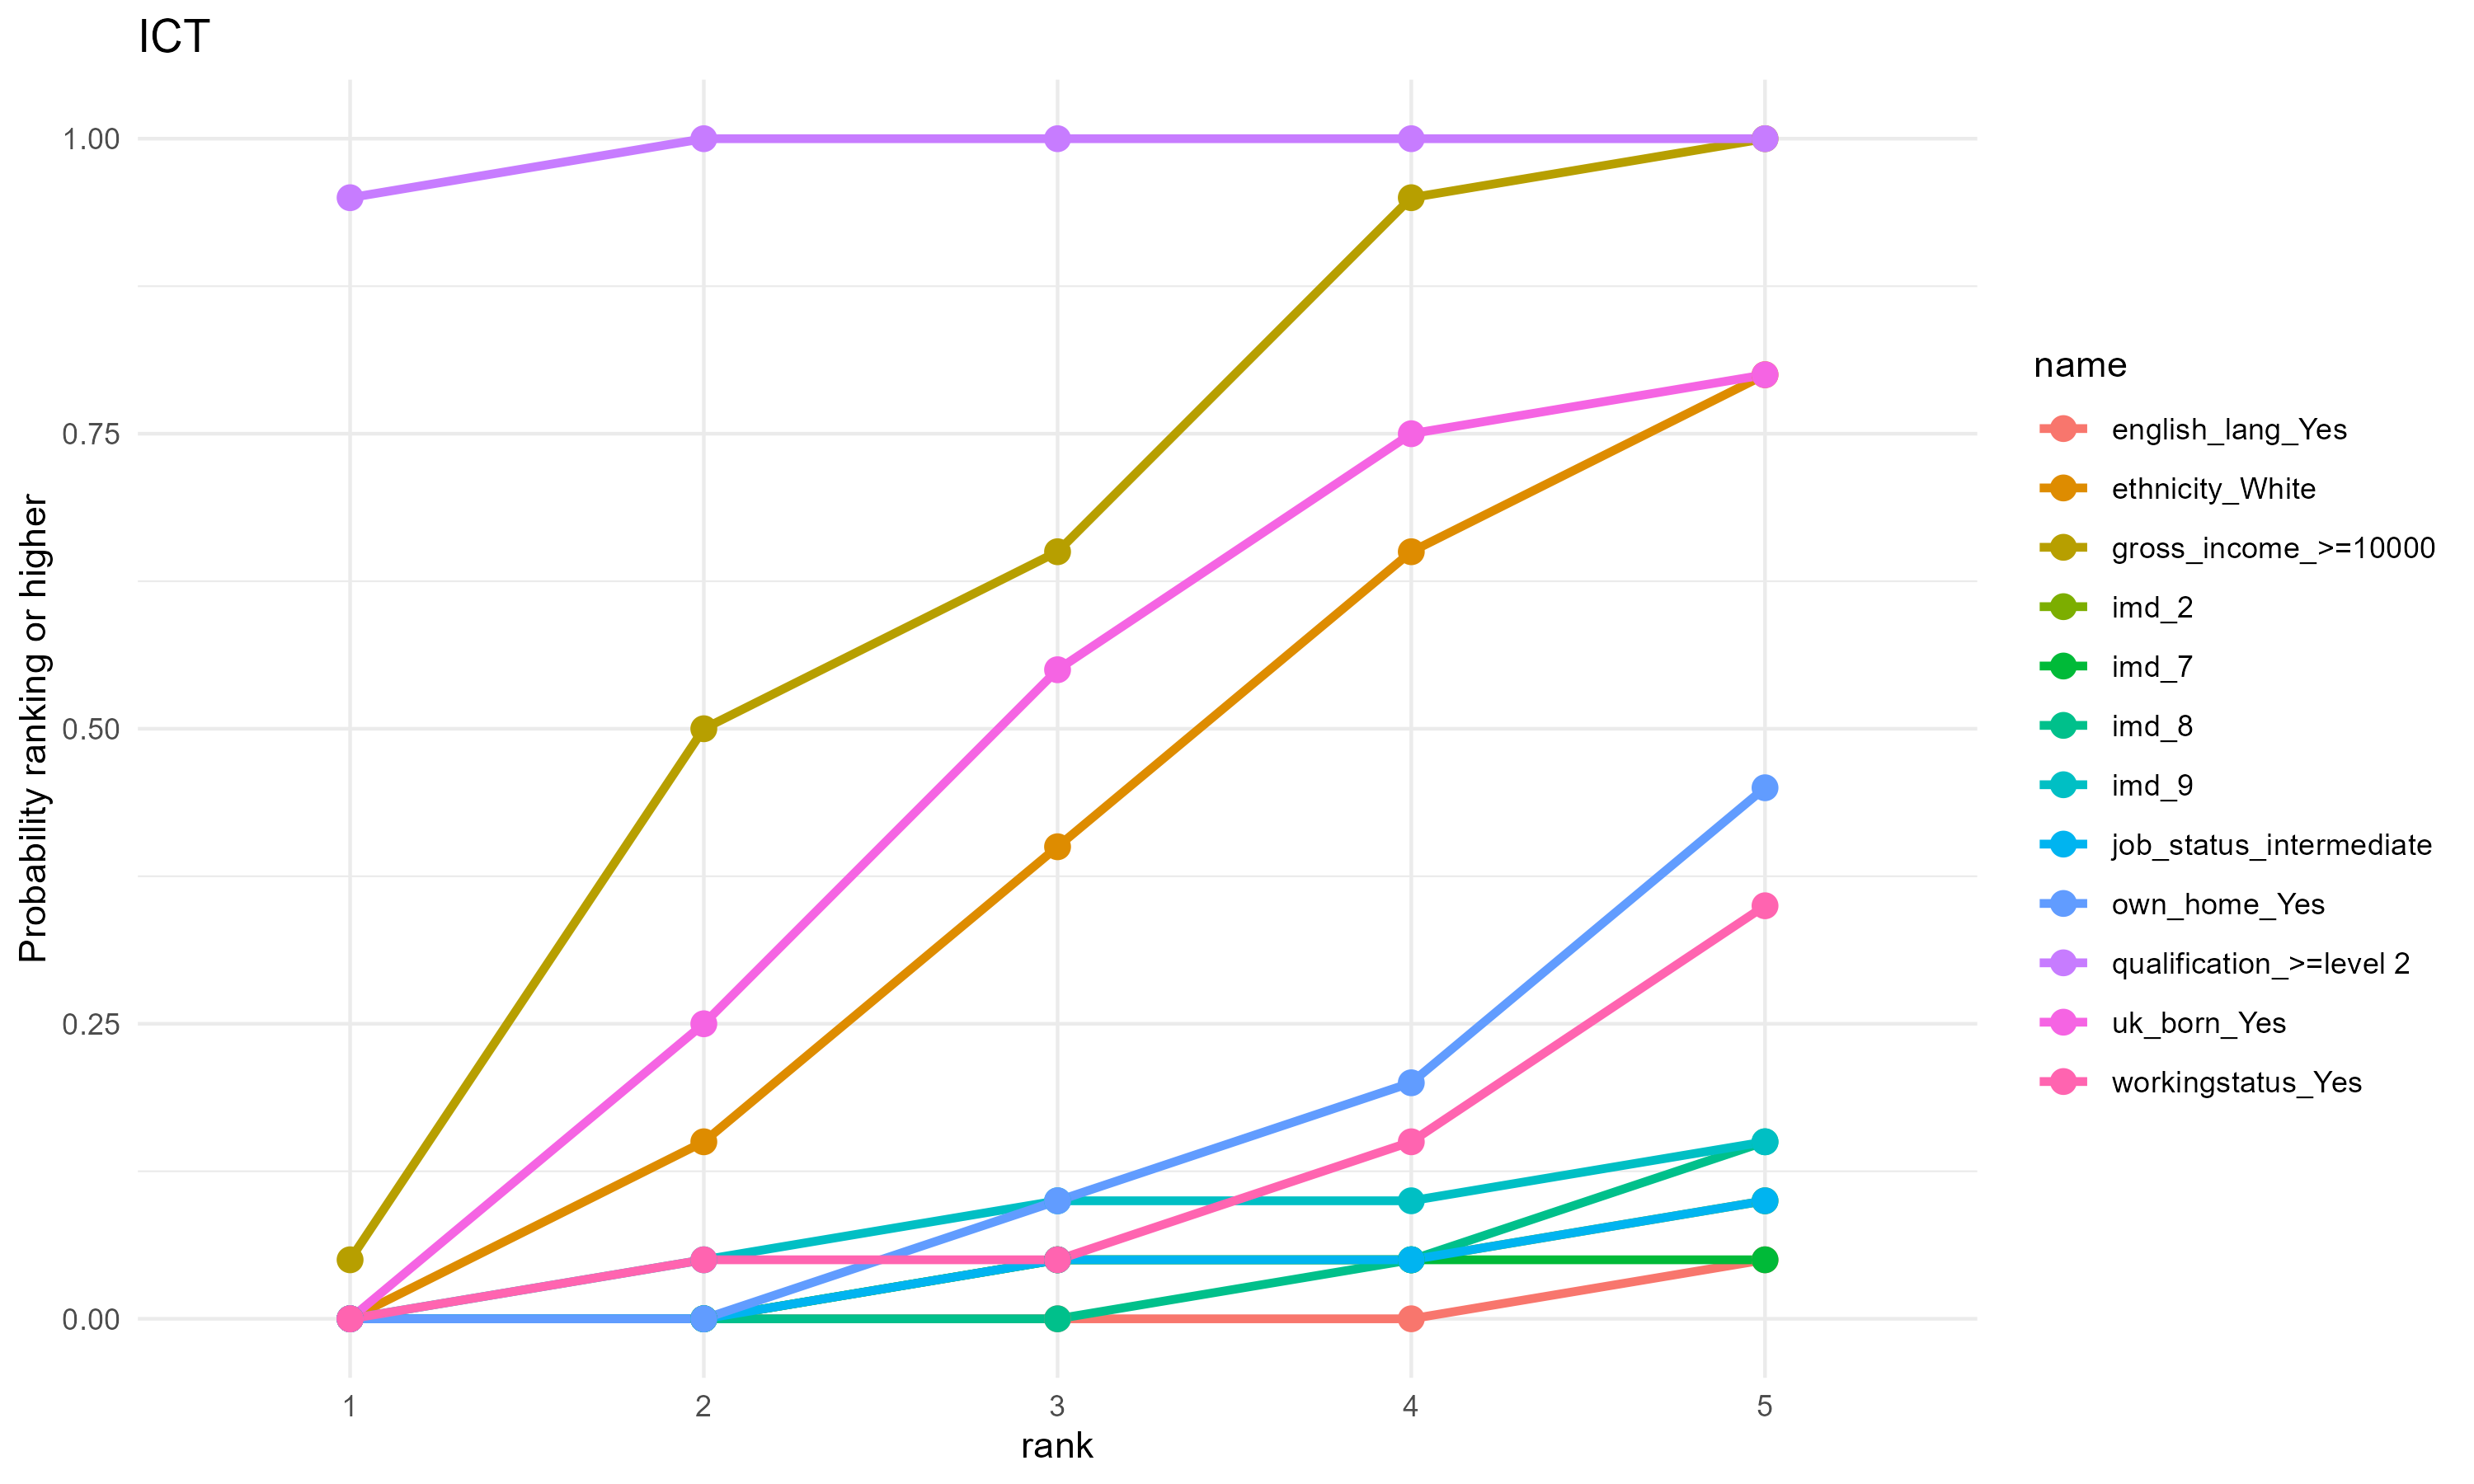 ICT
1.00
0.75
0.50
0.25
0.00
Probability ranking or higher
1 2 3 4 5
rank
name
english_lang_Yes
ethnicity_White
gross_income_>=10000
imd_2
imd_7
imd_8
imd_9
job_status_intermediate
own_home_Yes
qualification_>=level 2
uk_born_Yes
workingstatus_Yes